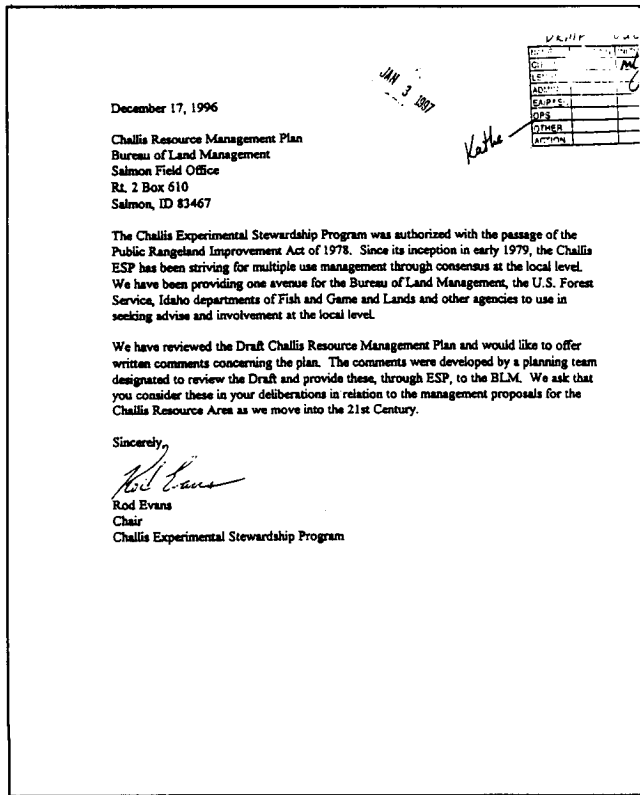 JAN 3 1997
ADMIN
OPS
OTHER
ACTION
Kathe
December 17, 1996
Challis Resource Management Plan
Bureau of Land Management
Salmon Field Office
Rt. 2 Box 610
Salmon, ID 83467
The Challis Experimental Stewardship Program was authorized with the passage of the
Public Rangeland Improvement Act of 1978. Since its inception in early 1979, the Challis
ESP has been striving for multiple use management through consensus at the local level.
We have been providing one avenue for the Bureau of Land Management, the U.S. Forest
Service, Idaho departments of Fish and Game and Lands and other agencies to use in
seeking advise and involvement at the local level.
We have reviewed the Draft Challis Resource Management Plan and would like to offer
written comments concerning the plan. The comments were developed by a planning team
designated to review the Draft and provide these, through ESP, to the BLM. We ask that
you consider these in your deliberations in relation to the management proposals for the
Challis Resource Area as we move into the 21st Century.
Sincerely,
Rod Evans
Rod Evans
Chair
Challis Experimental Stewardship Program